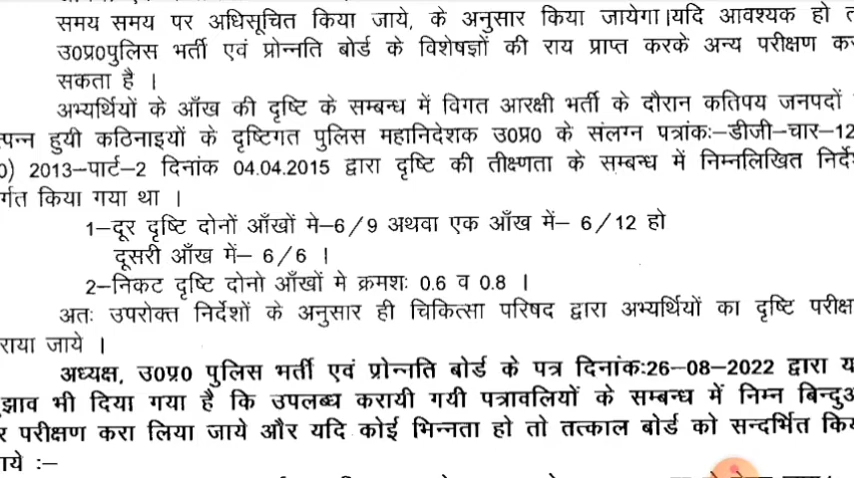 समय समय पर अधिसूचित किया जाये, के अनुसार किया जायेगा।यदि आवश्यक हो
उ0प्र0पुलिस भर्ती एवं प्रोन्नति बोर्ड के विशेषज्ञों की राय प्राप्त करके अन्य परीक्षण
सकता है ।
अभ्यर्थियों के आँख की दृष्टि के सम्बन्ध में विगत आरक्षी भर्ती के दौरान कतिपय जनपदों
त्पन्न हुयी कठिनाइयों के दृष्टिगत पुलिस महानिदेशक उ0प्र0 के संलग्न पत्रांकः–डीजी–चार–12
0) 2013–पार्ट–2 दिनांक 04.04.2015 द्वारा दृष्टि की तीक्ष्णता के सम्बन्ध में निम्नलिखित निर्दे
र्गत किया गया था ।
1–दूर दृष्टि दोनों आँखों मे–6/9 अथवा एक आँख में– 6/12 हो
दूसरी आँख में– 6/6 ।
2–निकट दृष्टि दोनो आँखों मे क्रमशः 0.6 व 0.8 ।
अतः उपरोक्त निर्देशों के अनुसार ही चिकित्सा परिषद द्वारा अभ्यर्थियों का दृष्टि परीक्ष
राया जाये ।
अध्यक्ष, उ0प्र0 पुलिस भर्ती एवं प्रोन्नति बोर्ड के पत्र दिनांकः26–08–2022 द्वारा य
झाव भी दिया गया है कि उपलब्ध करायी गयी पत्रावलियों के सम्बन्ध में निम्न बिन्दुअ
र परीक्षण करा लिया जाये और यदि कोई भिन्नता हो तो तत्काल बोर्ड को सन्दर्भित कि
ाये :–